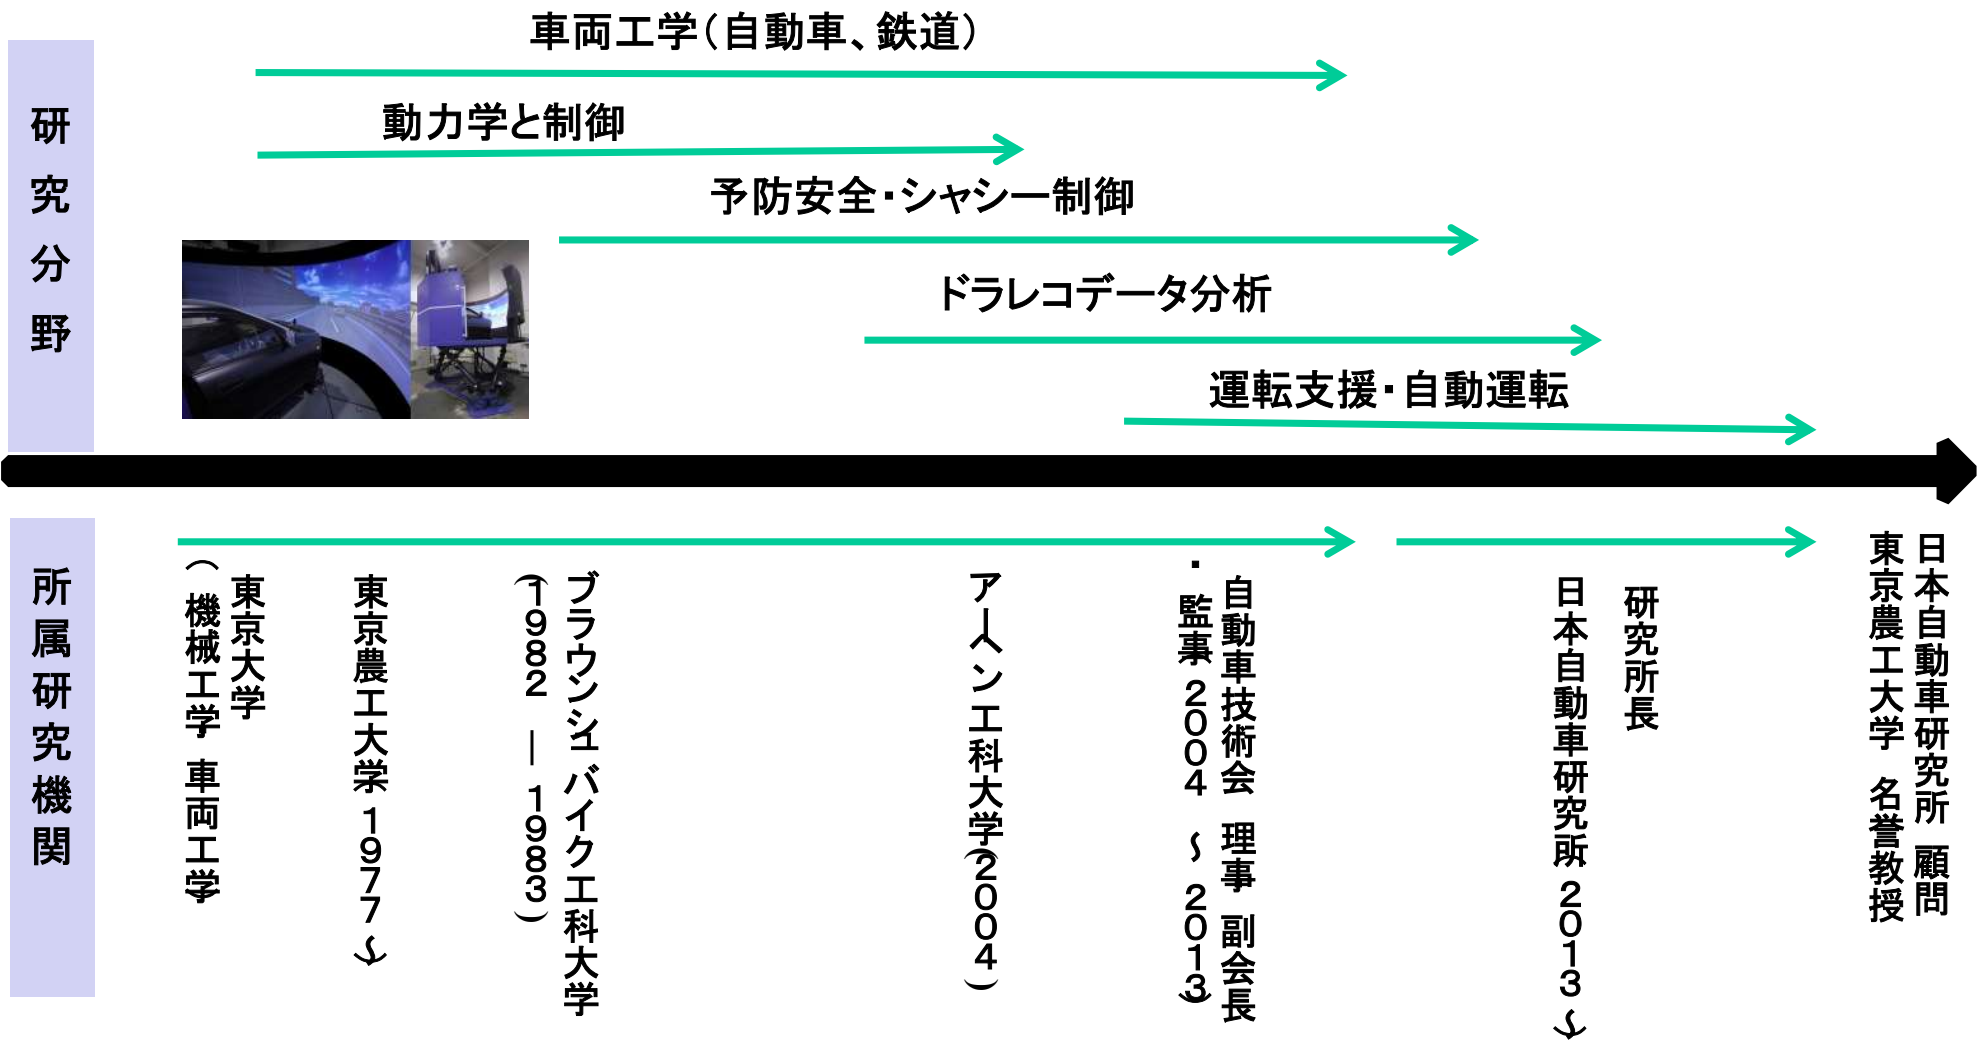 研究分野
車両工学（自動車、鉄道）
動力学と制御
予防安全・シャシー制御
ドラレコデータ分析
運転支援・自動運転
所属研究機関
東京大学
（機械工学 車両工学）
東京農工大学 1977～
ブラウンシュバイク工科大学
(1982 ― 1983)
アーヘン工科大学(2004)
自動車技術会 理事 副会長
・監事 2004 ～ 2013)
研究所長
日本自動車研究所 2013～
日本自動車研究所 顧問
東京農工大学 名誉教授